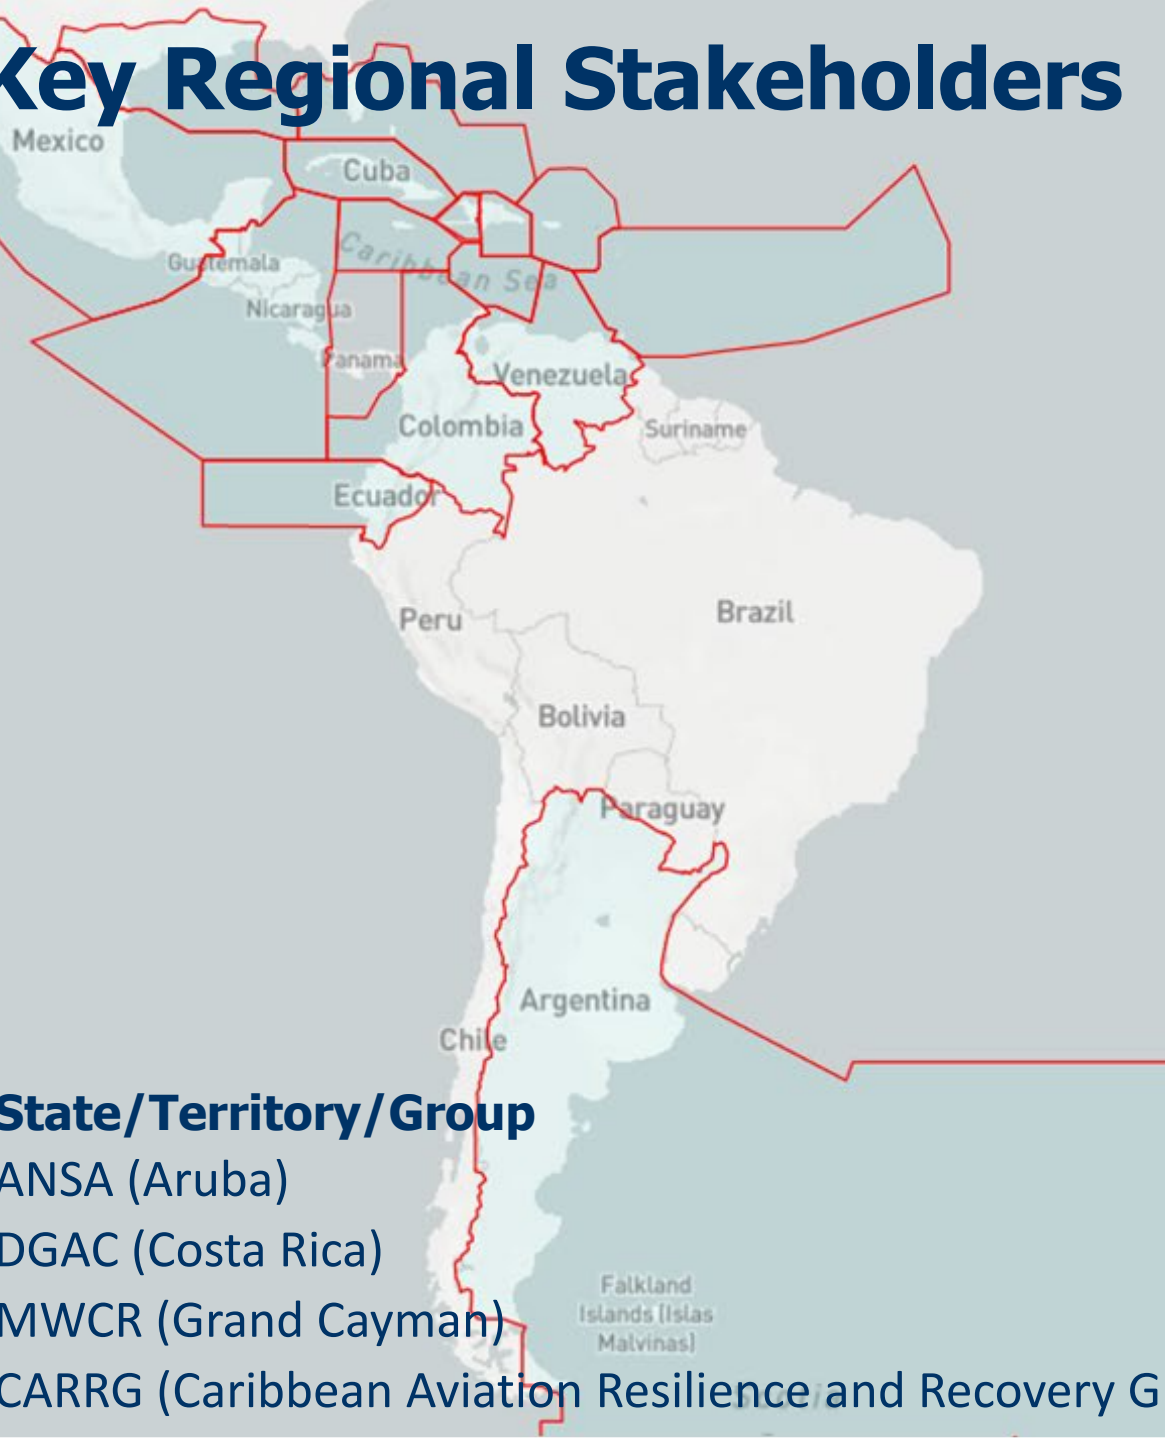 Key Regional Stakeholders
Mexico
Cuba
Caribbean Sea
Guatemala
Nicaragua
Panama
Venezuela
Colombia
Suriname
Ecuador
Peru
Brazil
Bolivia
Paraguay
Argentina
Chile
State/Territory/Group
ANSA (Aruba)
DGAC (Costa Rica)
MWCR (Grand Cayman)
Falkland
Islands (Islas
Malvinas)
CARRG (Caribbean Aviation Resilience and Recovery G